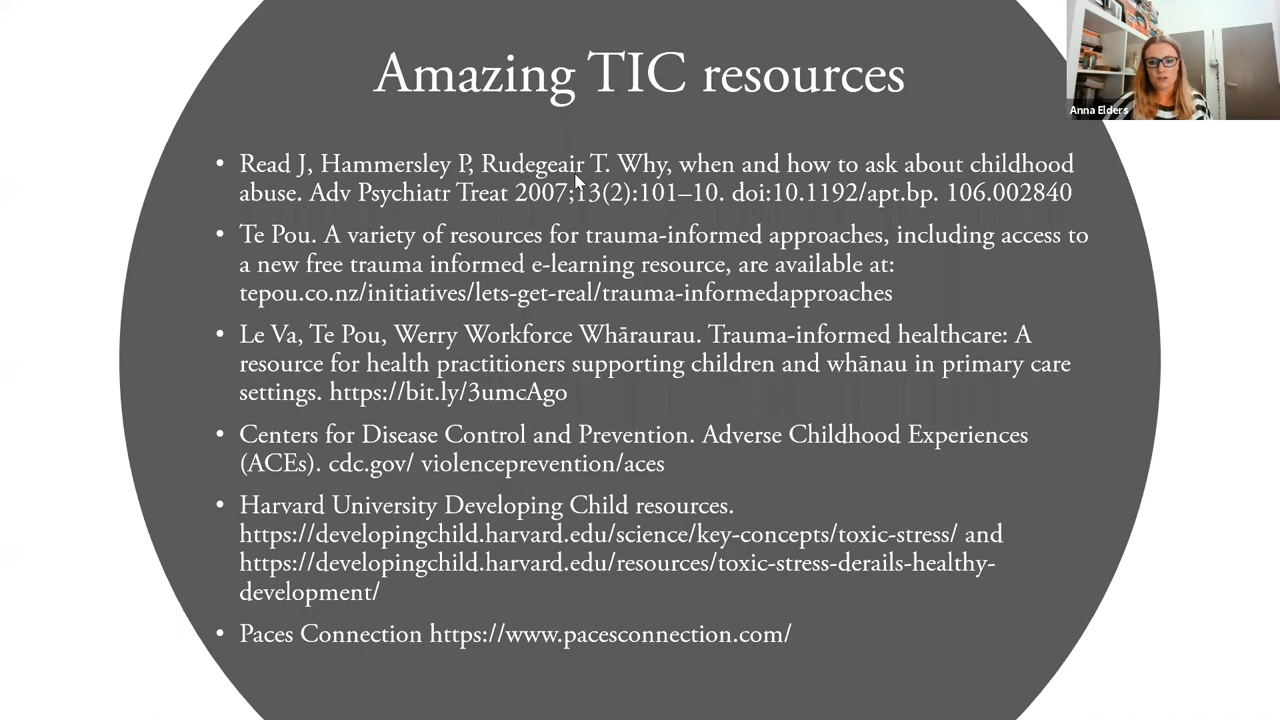 Amazing TIC resources
Anna Elders
• Read J, Hammersley P, Rudegeair T. Why, when and how to ask about childhood
abuse. Adv Psychiatr Treat 2007;13(2):101–10. doi:10.1192/apt.bp. 106.002840
• Te Pou. A variety of resources for trauma-informed approaches, including access to
a new free trauma informed e-learning resource, are available at:
tepou.co.nz/initiatives/lets-get-real/trauma-informedapproaches
• Le Va, Te Pou, Werry Workforce Whāraurau. Trauma-informed healthcare: A
resource for health practitioners supporting children and whānau in primary care
settings. https://bit.ly/3umcAgo
• Centers for Disease Control and Prevention. Adverse Childhood Experiences
(ACEs). cdc.gov/ violenceprevention/aces
• Harvard University Developing Child resources.
https://developingchild.harvard.edu/science/key-concepts/toxic-stress/ and
https://developingchild.harvard.edu/resources/toxic-stress-derails-healthy-
development/
• Paces Connection https://www.pacesconnection.com/